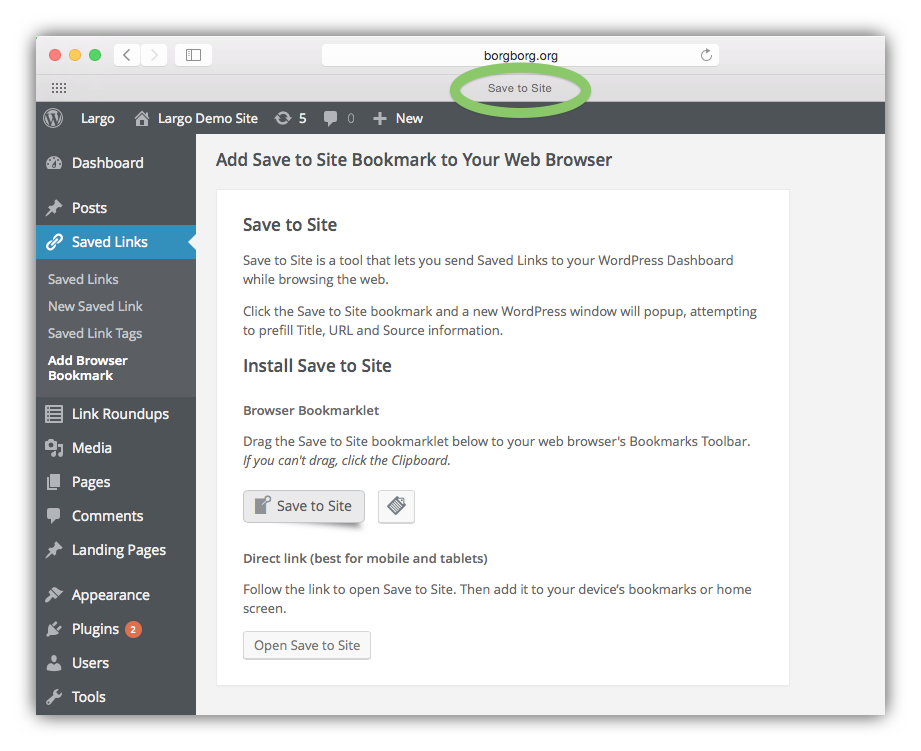 borgborg.org
Save to Site
Largo Largo Demo Site 5 0 New
Add Save to Site Bookmark to Your Web Browser
Dashboard
Posts
Saved Links
Saved Links
New Saved Link
Saved Link Tags
Add Browser
Bookmark
Link Roundups
Media
Pages
Comments
Landing Pages
Appearance
Plugins 2
Users
Tools
Save to Site
Save to Site is a tool that lets you send Saved Links to your WordPress Dashboard
while browsing the web.
Click the Save to Site bookmark and a new WordPress window will popup, attempting
to prefill Title, URL and Source information.
Install Save to Site
Browser Bookmarklet
Drag the Save to Site bookmarklet below to your web browser's Bookmarks Toolbar.
If you can't drag, click the Clipboard.
Save to Site
Direct link (best for mobile and tablets)
Follow the link to open Save to Site. Then add it to your device’s bookmarks or home
screen.
Open Save to Site